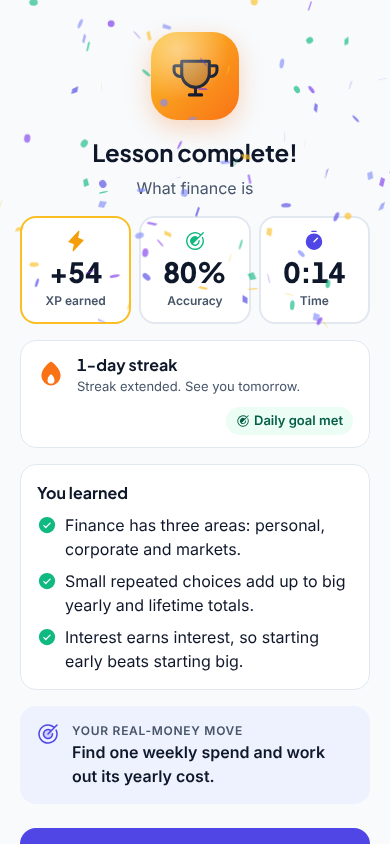 Lesson complete!
What finance is
+54
XP earned
80%
Accuracy
0:14
Time
1-day streak
Streak extended. See you tomorrow.
Daily goal met
You learned
Finance has three areas: personal,
corporate and markets.
Small repeated choices add up to big
yearly and lifetime totals.
Interest earns interest, so starting
early beats starting big.
YOUR REAL-MONEY MOVE
Find one weekly spend and work
out its yearly cost.